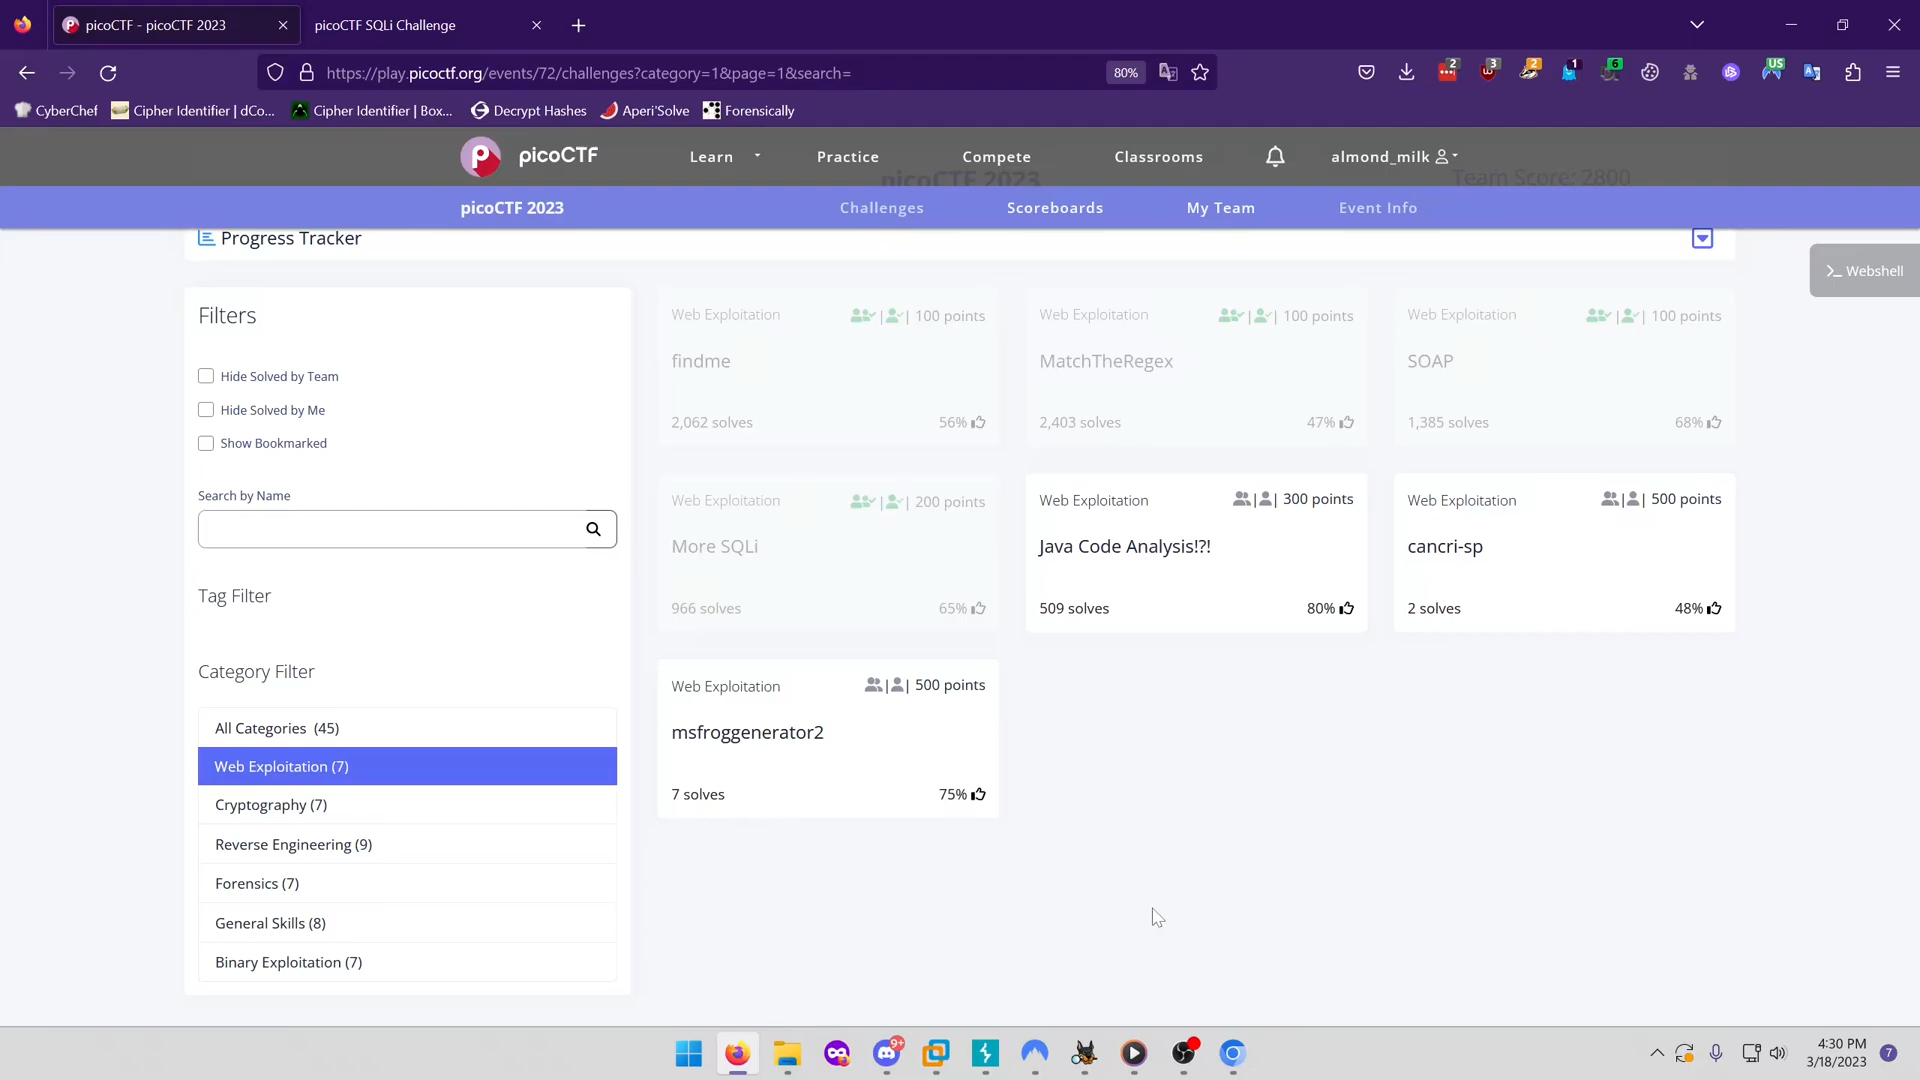 picoCTF - picoCTF 2023
picoCTF SQLi Challenge
https://play.picoctf.org/events/72/challenges?category=1&page=1&search=
80%
2
3
2
1
6
US
CyberChef
Cipher Identifier | dCo...
Cipher Identifier | Box...
Decrypt Hashes
Aperi'Solve
Forensically
picoCTF
Learn
Practice
Compete
Classrooms
almond_milk
picoCTF 2023
Team Score: 2800
picoCTF 2023
Challenges
Scoreboards
My Team
Event Info
Progress Tracker
>_ Webshell
Filters
Hide Solved by Team
Hide Solved by Me
Show Bookmarked
Search by Name
Tag Filter
Category Filter
All Categories (45)
Web Exploitation (7)
Cryptography (7)
Reverse Engineering (9)
Forensics (7)
General Skills (8)
Binary Exploitation (7)
Web Exploitation | | 100 points
findme
2,062 solves 56%
Web Exploitation | | 100 points
MatchTheRegex
2,403 solves 47%
Web Exploitation | | 100 points
SOAP
1,385 solves 68%
Web Exploitation | | 200 points
More SQLi
966 solves 65%
Web Exploitation | | 300 points
Java Code Analysis!?!
509 solves 80%
Web Exploitation | | 500 points
cancri-sp
2 solves 48%
Web Exploitation | | 500 points
msfroggenerator2
7 solves 75%
9+
4:30 PM
3/18/2023
7